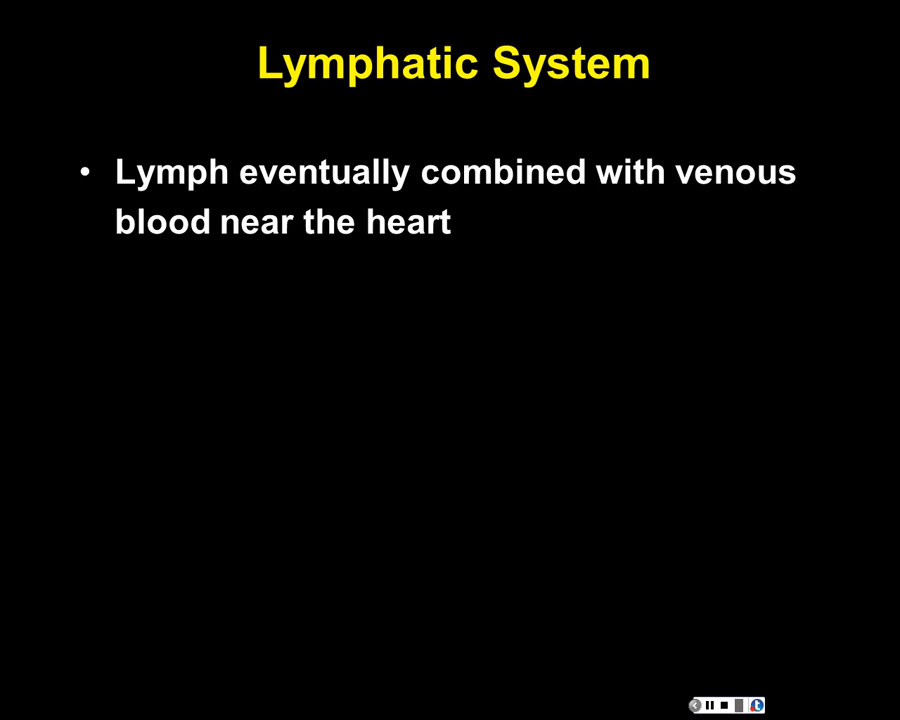 Lymphatic System
• Lymph eventually combined with venous
blood near the heart